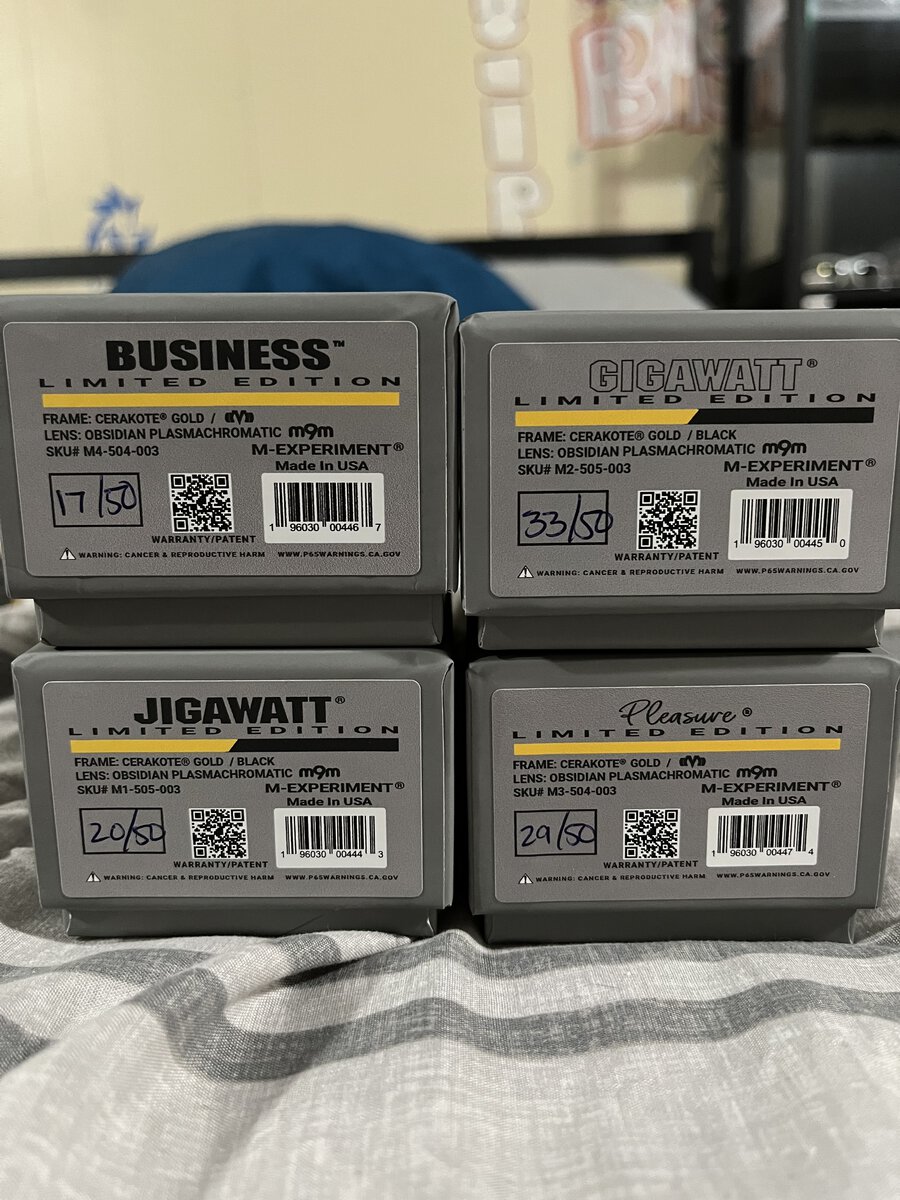 BUSINESS™
LIMITED EDITION
FRAME: CERAKOTE® GOLD /
LENS: OBSIDIAN PLASMACHROMATIC m9m
SKU# M4-504-003
M-EXPERIMENT®
Made In USA
17/50
1 96030 00446 7
WARRANTY/PATENT
⚠ WARNING: CANCER & REPRODUCTIVE HARM WWW.P65WARNINGS.CA.GOV
GIGAWATT®
LIMITED EDITION
FRAME: CERAKOTE® GOLD / BLACK
LENS: OBSIDIAN PLASMACHROMATIC m9m
SKU# M2-505-003
M-EXPERIMENT®
Made In USA
33/50
1 96030 00445 0
WARRANTY/PATENT
⚠ WARNING: CANCER & REPRODUCTIVE HARM WWW.P65WARNINGS.CA.GOV
JIGAWATT®
LIMITED EDITION
FRAME: CERAKOTE® GOLD / BLACK
LENS: OBSIDIAN PLASMACHROMATIC m9m
SKU# M1-505-003
M-EXPERIMENT®
Made In USA
20/50
1 96030 00444 3
WARRANTY/PATENT
⚠ WARNING: CANCER & REPRODUCTIVE HARM WWW.P65WARNINGS.CA.GOV
Pleasure®
LIMITED EDITION
FRAME: CERAKOTE® GOLD /
LENS: OBSIDIAN PLASMACHROMATIC m9m
SKU# M3-504-003
M-EXPERIMENT®
Made In USA
29/50
1 96030 00447 4
WARRANTY/PATENT
⚠ WARNING: CANCER & REPRODUCTIVE HARM WWW.P65WARNINGS.CA.GOV